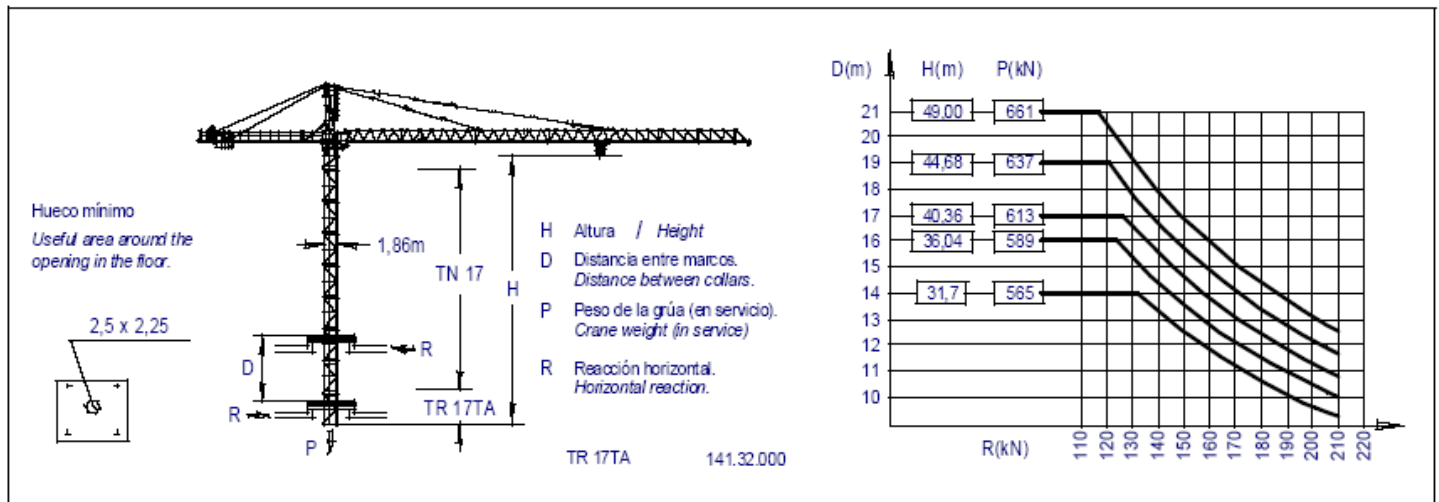 Hueco mínimo
Useful area around the
opening in the floor.
2,5 x 2,25
1,86m
TN 17
H
D
R
R
TR 17TA
P
H Altura / Height
D Distancia entre marcos.
Distance between collars.
P Peso de la grúa (en servicio).
Crane weight (in service)
R Reacción horizontal.
Horizontal reaction.
TR 17TA 141.32.000
D(m) H(m) P(kN)
21 49,00 661
20
19 44,68 637
18
17 40,36 613
16 36,04 589
15
14 31,7 565
13
12
11
10
R(kN) 110 120 130 140 150 160 170 180 190 200 210 220